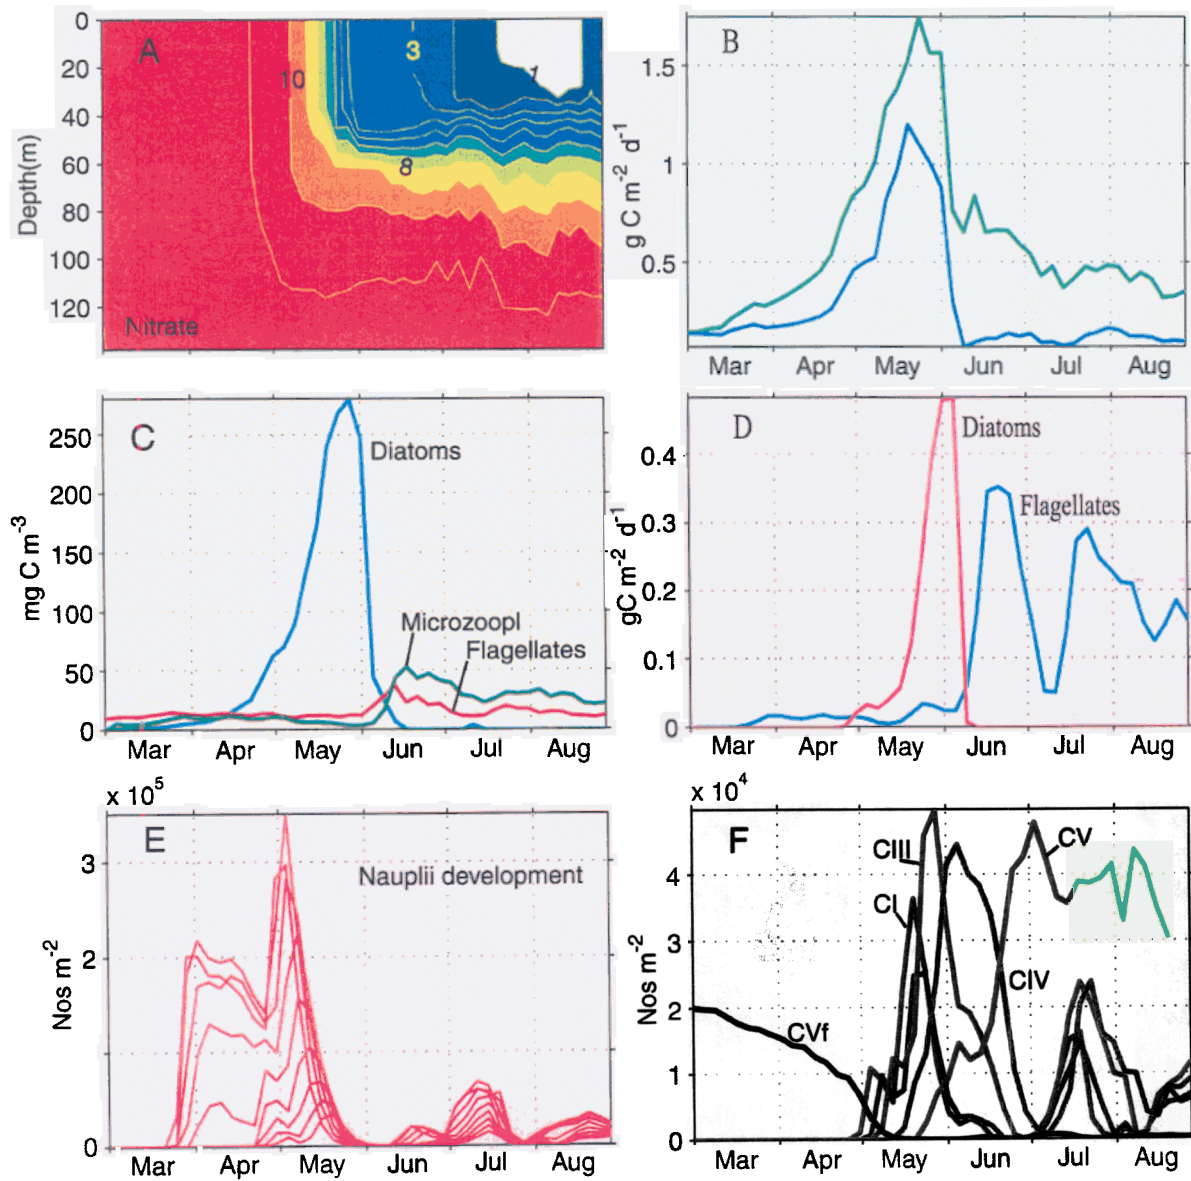 A
0
20
40
60
80
100
120
Depth(m)
10
3
1
8
Nitrate
B
1.5
1
0.5
g C m-2 d-1
Mar Apr May Jun Jul Aug
C
250
200
150
100
50
0
mg C m-3
Diatoms
Microzoopl
Flagellates
Mar Apr May Jun Jul Aug
D
0.4
0.3
0.2
0.1
0
gC m-2 d-1
Diatoms
Flagellates
Mar Apr May Jun Jul Aug
x 10^5
E
3
2
0
Nos m-2
Nauplii development
Mar Apr May Jun Jul Aug
x 10^4
F
4
3
2
1
0
Nos m-2
CIII
CI
CV
CIV
CVf
Mar Apr May Jun Jul Aug